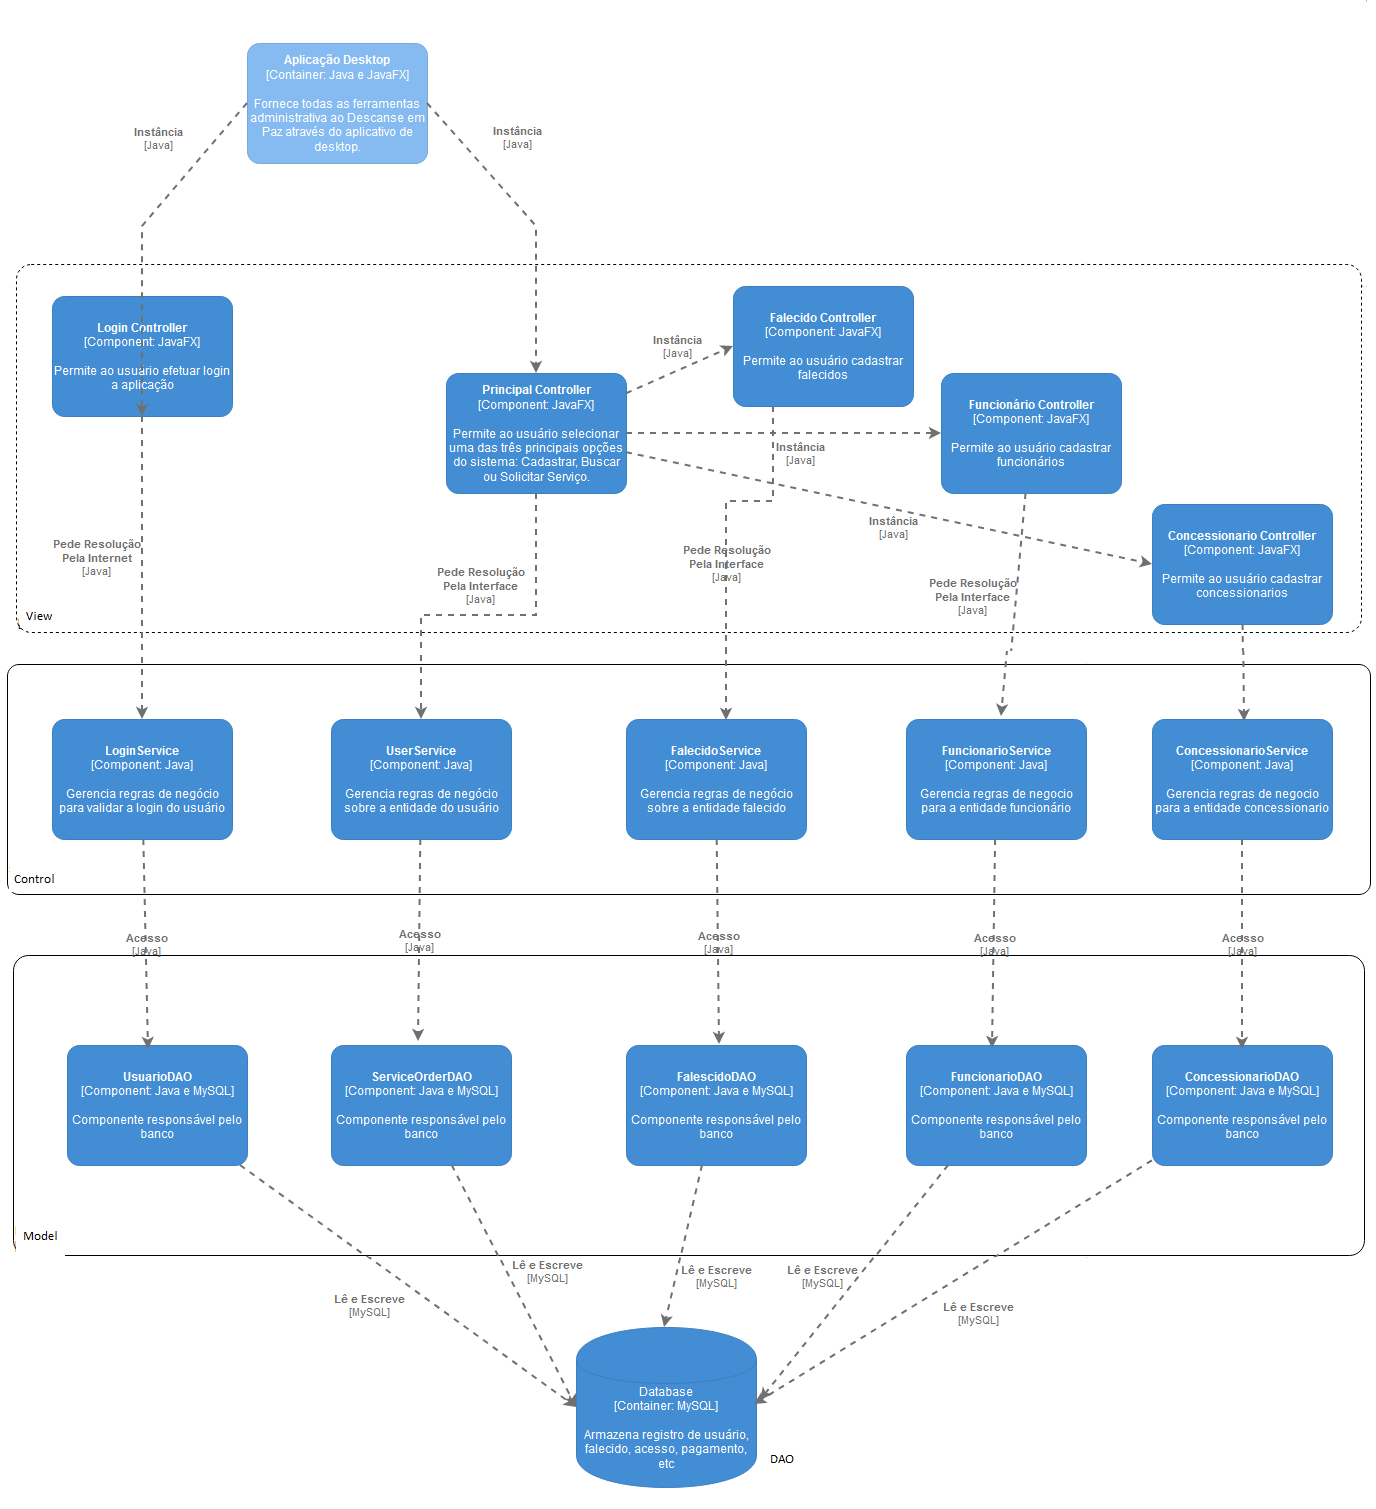 Aplicação Desktop
[Container: Java e JavaFX]
Fornece todas as ferramentas
administrativa ao Descanse em
Paz através do aplicativo de
desktop.
Instância
[Java]
Instância
[Java]
Login Controller
[Component: JavaFX]
Permite ao usuario efetuar login
a aplicação
Principal Controller
[Component: JavaFX]
Permite ao usuário selecionar
uma das três principais opções
do sistema: Cadastrar, Buscar
ou Solicitar Serviço.
Instância
[Java]
Falecido Controller
[Component: JavaFX]
Permite ao usuário cadastrar
falecidos
Instância
[Java]
Funcionário Controller
[Component: JavaFX]
Permite ao usuário cadastrar
funcionários
Instância
[Java]
Concessionario Controller
[Component: JavaFX]
Permite ao usuário cadastrar
concessionarios
Pede Resolução
Pela Internet
[Java]
Pede Resolução
Pela Interface
[Java]
Pede Resolução
Pela Interface
[Java]
Pede Resolução
Pela Interface
[Java]
View
LoginService
[Component: Java]
Gerencia regras de negócio
para validar a login do usuário
UserService
[Component: Java]
Gerencia regras de negócio
sobre a entidade do usuário
FalecidoService
[Component: Java]
Gerencia regras de negócio
sobre a entidade falecido
FuncionarioService
[Component: Java]
Gerencia regras de negocio
para a entidade funcionário
ConcessionarioService
[Component: Java]
Gerencia regras de negocio
para a entidade concessionario
Control
Acesso
[Java]
Acesso
[Java]
Acesso
[Java]
Acesso
[Java]
Acesso
[Java]
UsuarioDAO
[Component: Java e MySQL]
Componente responsável pelo
banco
ServiceOrderDAO
[Component: Java e MySQL]
Componente responsável pelo
banco
FalescidoDAO
[Component: Java e MySQL]
Componente responsável pelo
banco
FuncionarioDAO
[Component: Java e MySQL]
Componente responsável pelo
banco
ConcessionarioDAO
[Component: Java e MySQL]
Componente responsável pelo
banco
Model
Lê e Escreve
[MySQL]
Lê e Escreve
[MySQL]
Lê e Escreve
[MySQL]
Lê e Escreve
[MySQL]
Lê e Escreve
[MySQL]
Database
[Container: MySQL]
Armazena registro de usuário,
falecido, acesso, pagamento,
etc
DAO